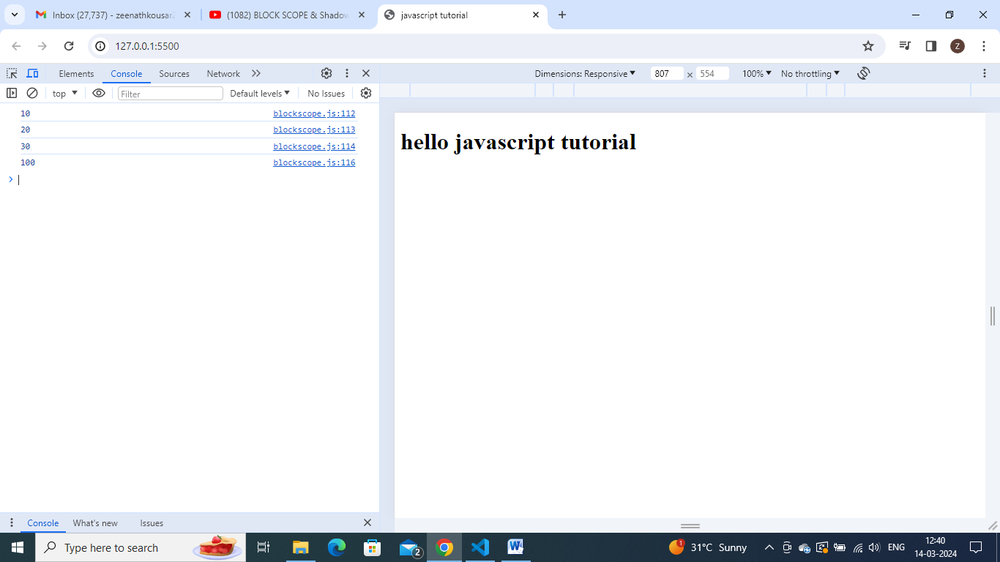 Inbox (27,737) - zeenathkousar
(1082) BLOCK SCOPE & Shadow
javascript tutorial
127.0.0.1:5500
Z
Elements Console Sources Network
Dimensions: Responsive 807 × 554 100% No throttling
top Filter Default levels No Issues
10 blockscope.js:112
20 blockscope.js:113
30 blockscope.js:114
100 blockscope.js:116
hello javascript tutorial
Console What's new Issues
Type here to search
2
W
1
31°C Sunny
ENG
12:40
14-03-2024